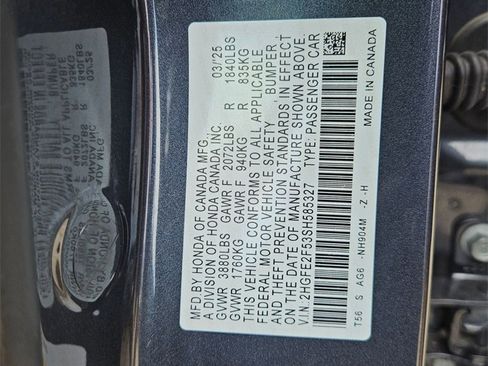 MFD.BY HONDA OF CANADA MFG. 03/'25
A DIVISION OF HONDA CANADA INC.
GVWR 3880LBS GAWR F 2072LBS R 1840LBS
GVWR 1760KG GAWR F 940KG R 835KG
THIS VEHICLE CONFORMS TO ALL APPLICABLE
FEDERAL MOTOR VEHICLE SAFETY BUMPER
AND THEFT PREVENTION STANDARDS IN EFFECT
ON THE DATE OF MANUFACTURE SHOWN ABOVE.
V.I.N.2HGFE2F53SH585327 TYPE: PASSENGER CAR
T56 S AG6 -NH904M -Z -H MADE IN CANADA